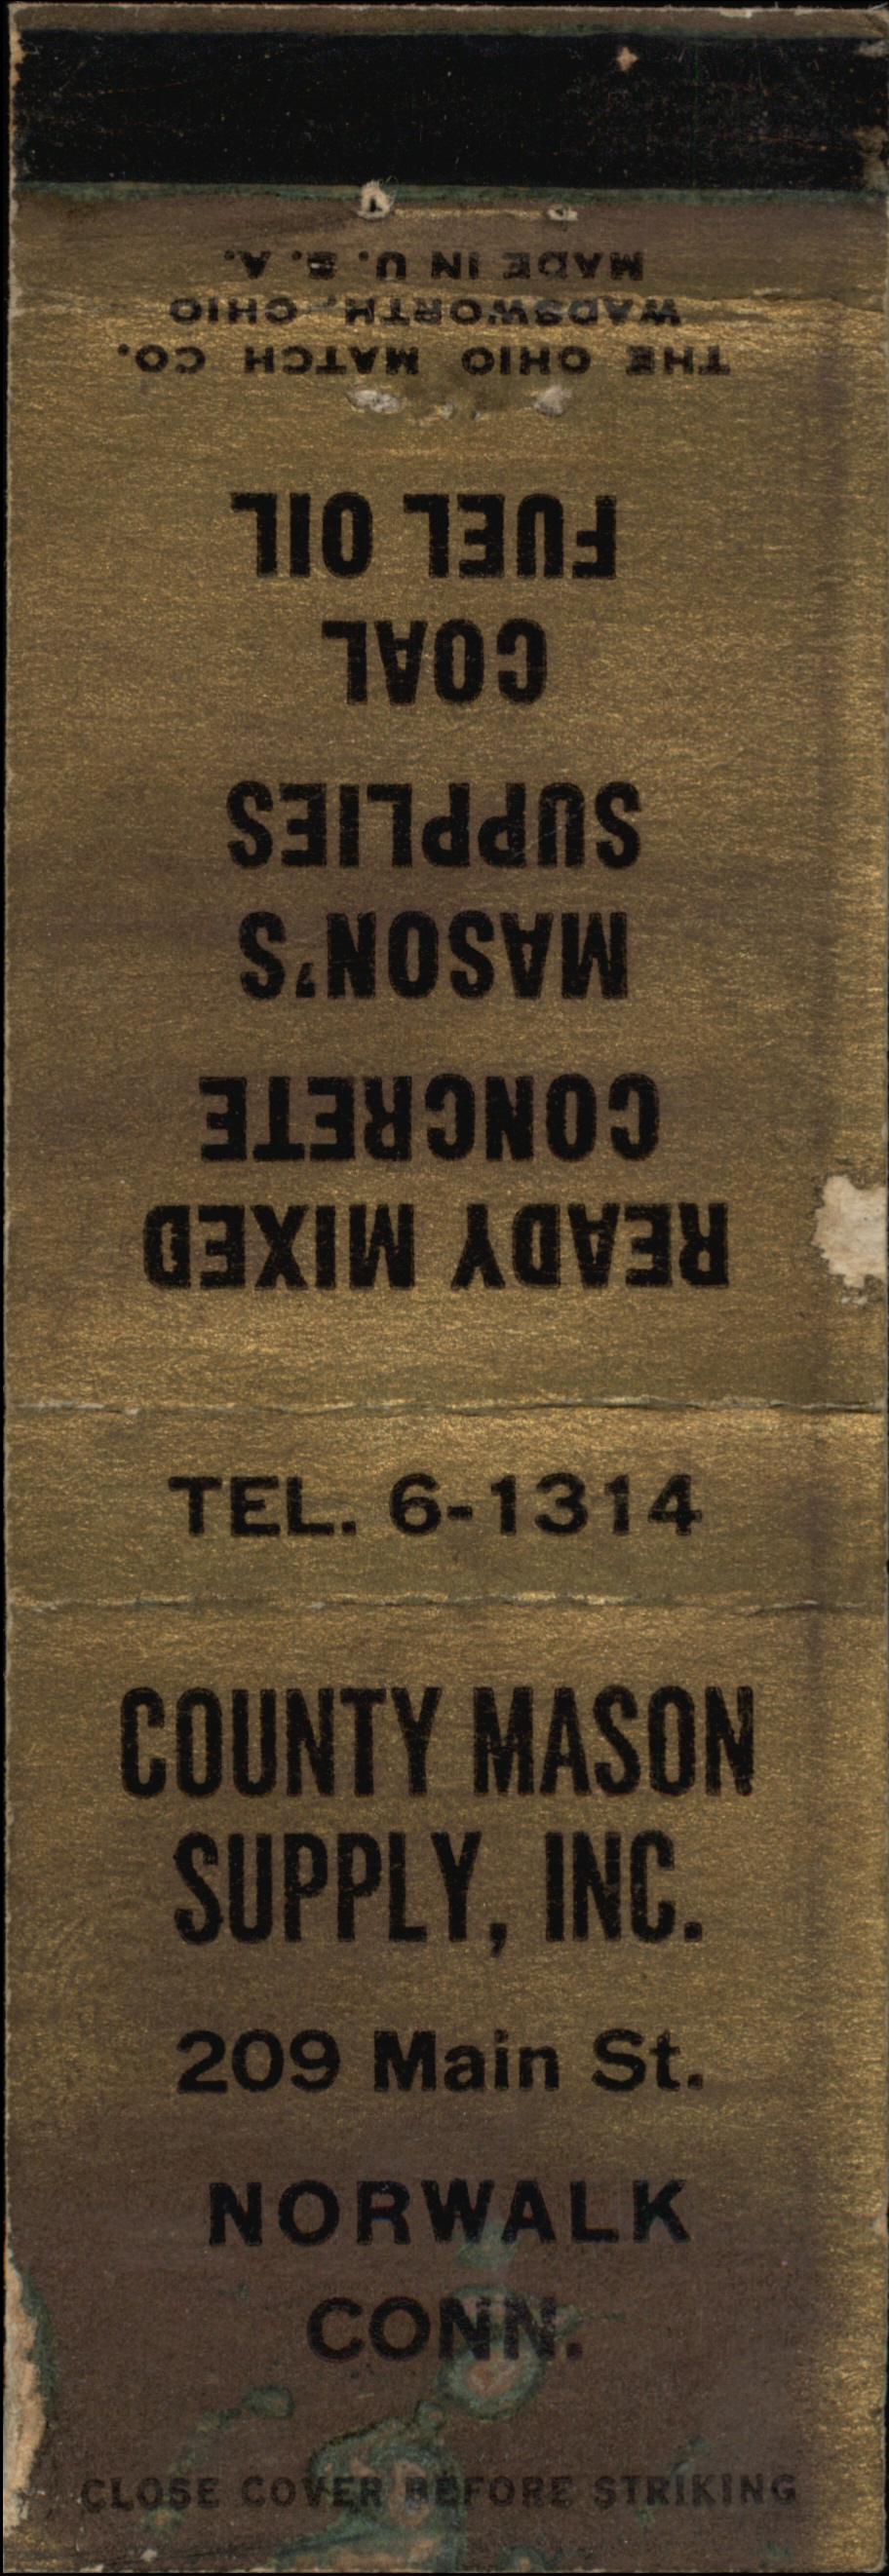 READY MIXED
CONCRETE
MASON'S
SUPPLIES
COAL
FUEL OIL
THE OHIO MATCH CO.
WADSWORTH, OHIO
MADE IN U. S. A.
TEL. 6-1314
COUNTY MASON
SUPPLY, INC.
209 Main St.
NORWALK
CONN.
CLOSE COVER BEFORE STRIKING